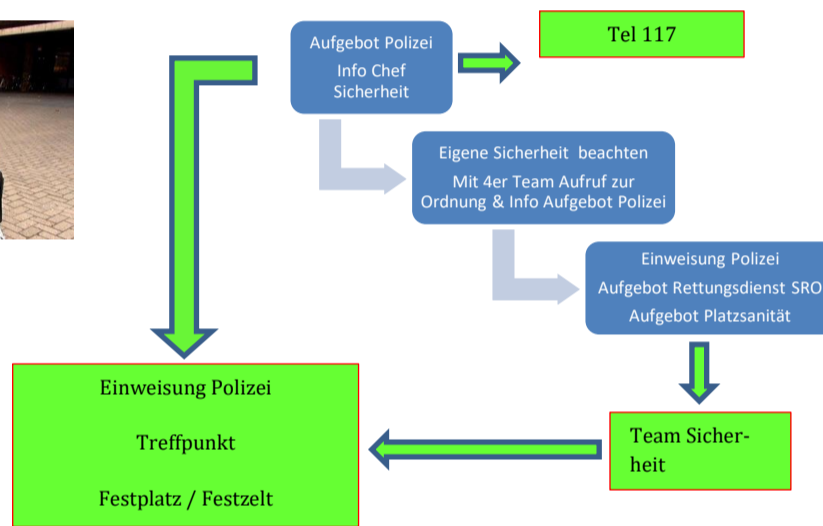 Aufgebot Polizei
Info Chef
Sicherheit
Tel 117
Eigene Sicherheit beachten
Mit 4er Team Aufruf zur
Ordnung & Info Aufgebot Polizei
Einweisung Polizei
Aufgebot Rettungsdienst SRO
Aufgebot Platzsanität
Einweisung Polizei
Treffpunkt
Festplatz / Festzelt
Team Sicher-
heit